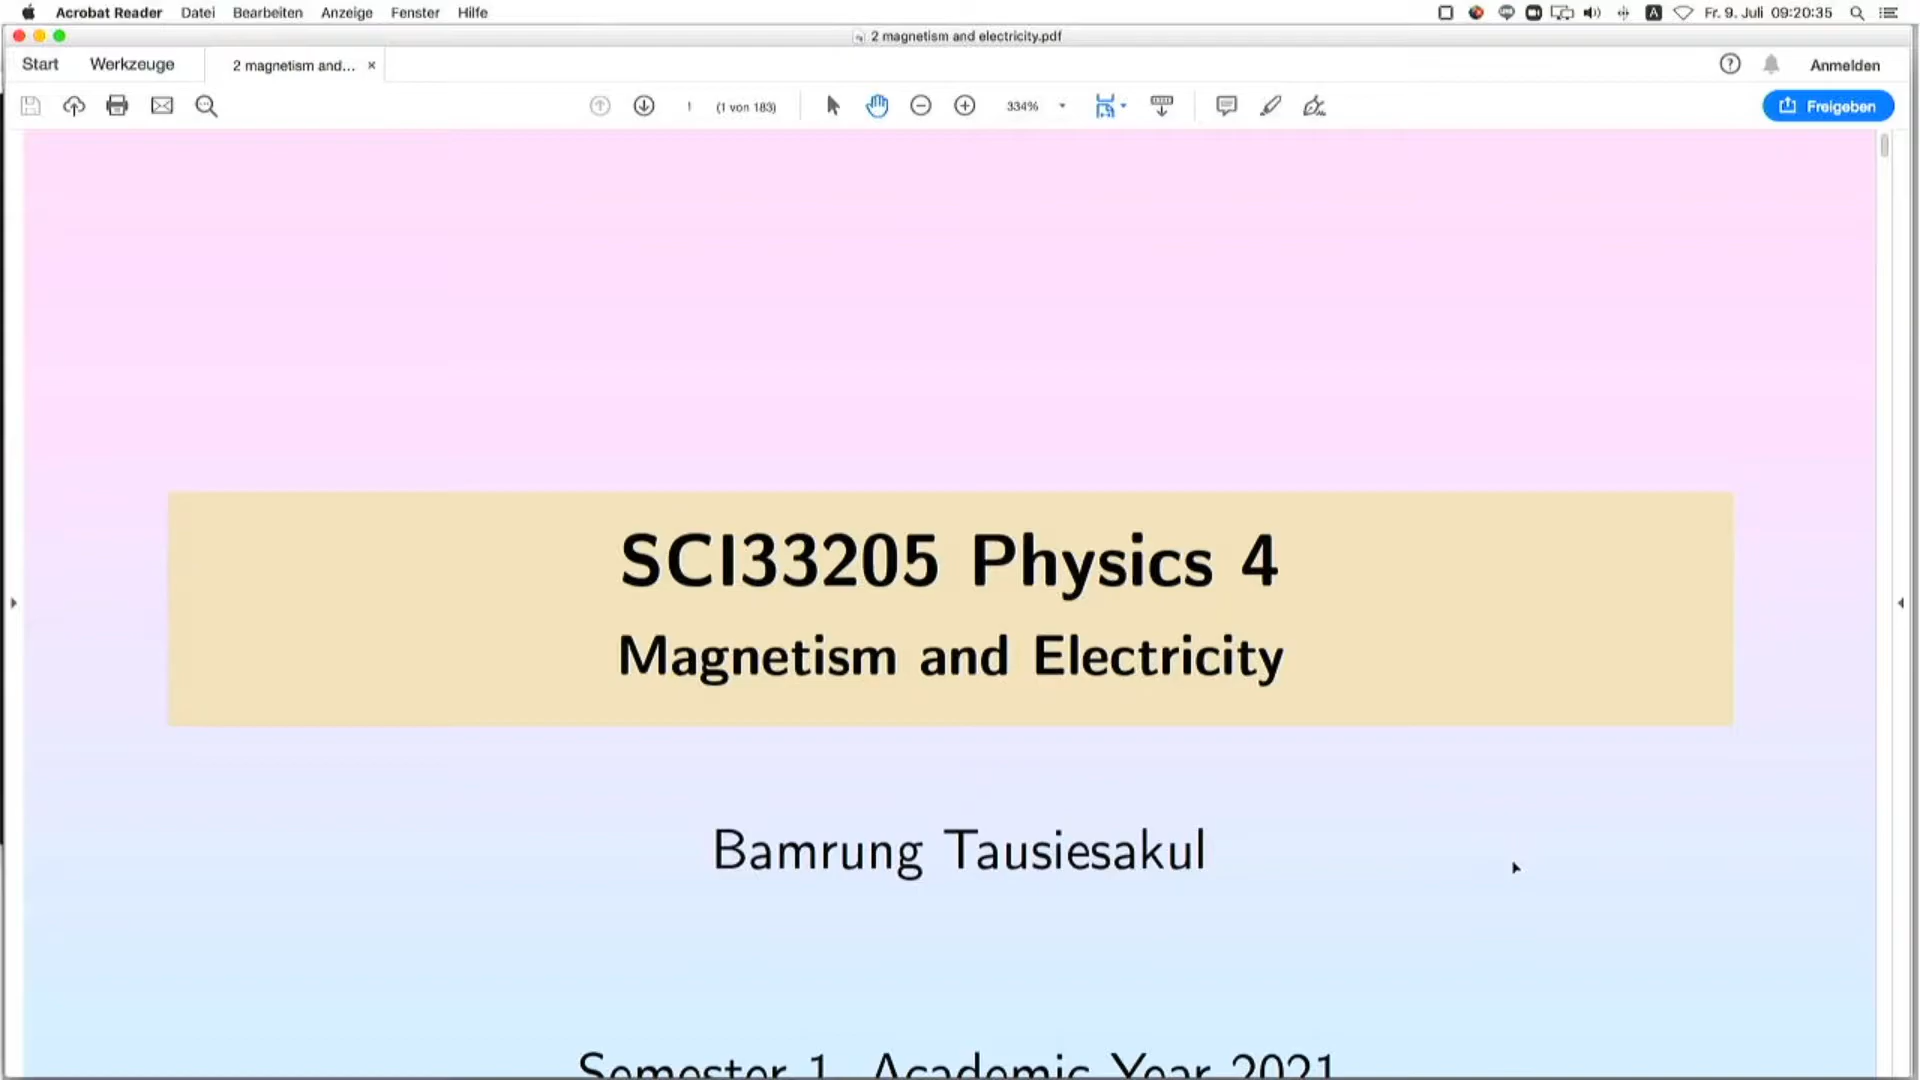 Acrobat Reader Datei Bearbeiten Anzeige Fenster Hilfe Fr. 9. Juli 09:20:35
2 magnetism and electricity.pdf
Start Werkzeuge 2 magnetism and... × Anmelden
1 (1 von 183) 334% Freigeben
SCI33205 Physics 4
Magnetism and Electricity
Bamrung Tausiesakul
Semester 1, Academic Year 2021